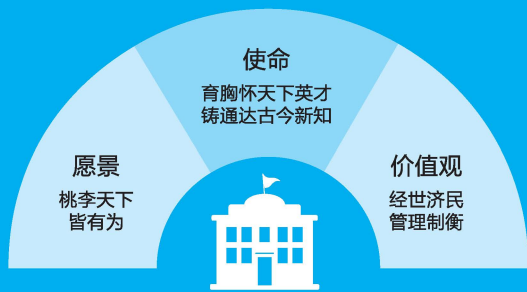 愿景
桃李天下
皆有为
使命
育胸怀天下英才
铸通达古今新知
价值观
经世济民
管理制衡